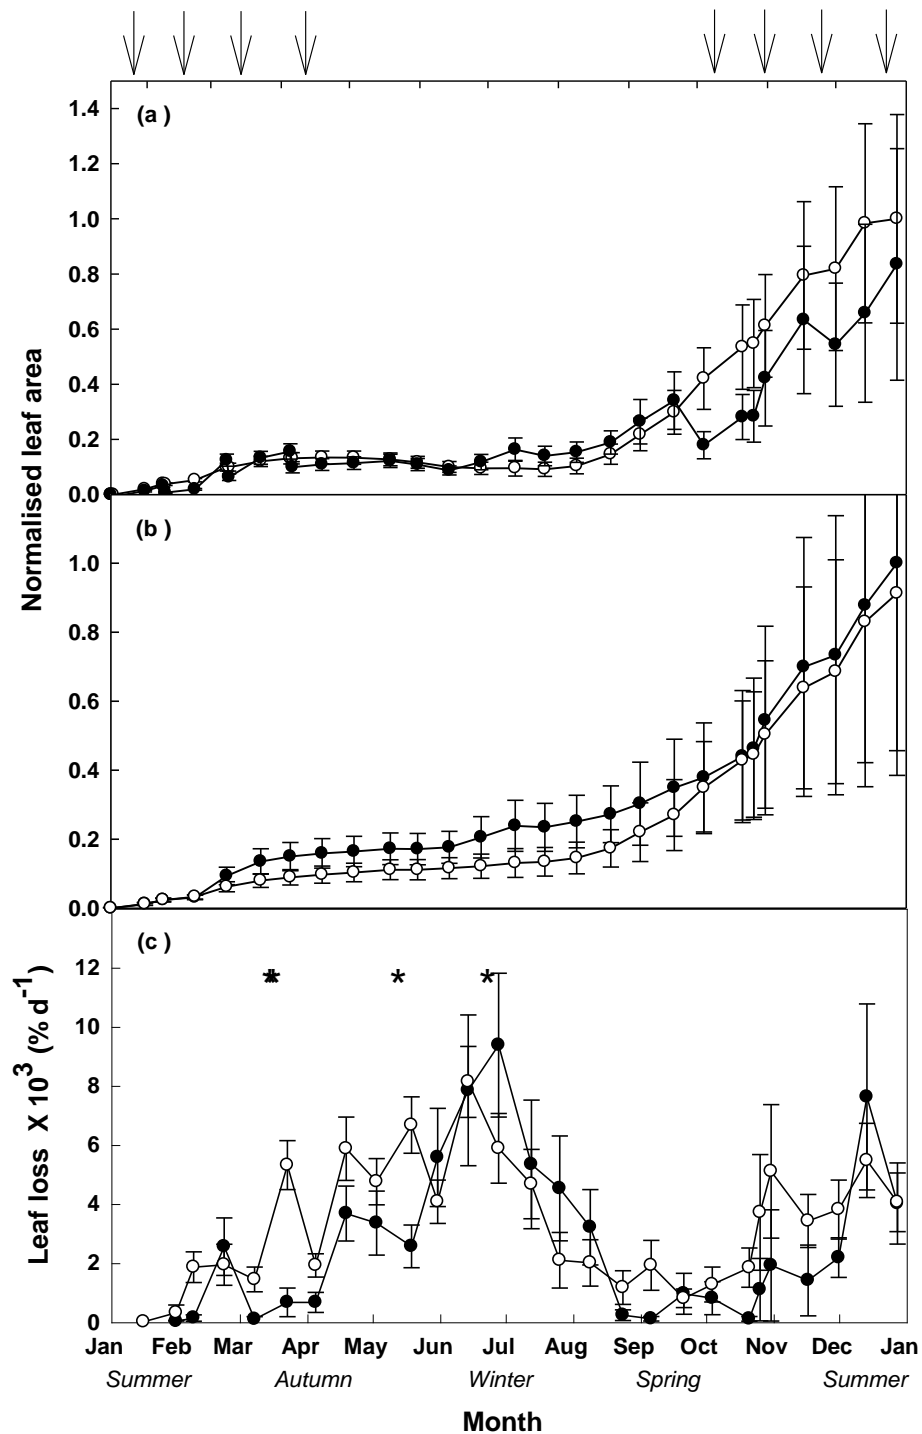 (a )
1.4
1.2
1.0
0.8
0.6
0.4
0.2
0.0
Normalised leaf area
(b )
1.0
0.8
0.6
0.4
0.2
0.0
(c )
* * * *
12
10
8
6
4
2
0
Leaf loss X 10³ (% d⁻¹)
Jan Feb Mar Apr May Jun Jul Aug Sep Oct Nov Dec Jan
Summer Autumn Winter Spring Summer
Month